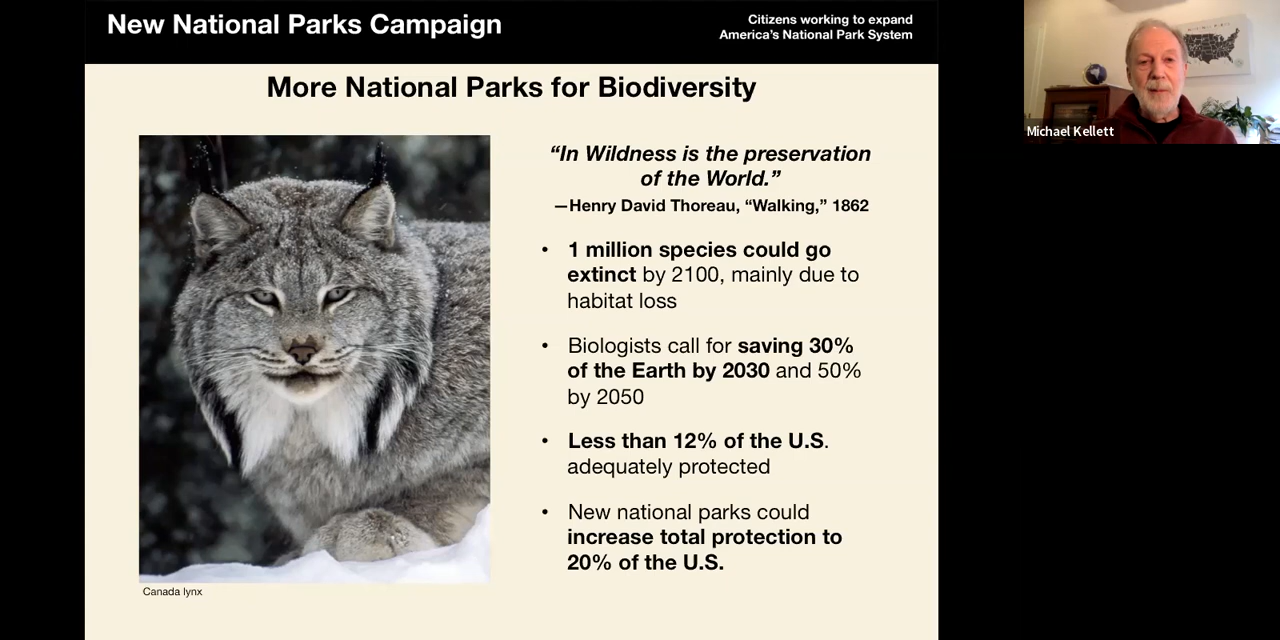 New National Parks Campaign
Citizens working to expand
America's National Park System
More National Parks for Biodiversity
“In Wildness is the preservation
of the World.”
—Henry David Thoreau, “Walking,” 1862
• 1 million species could go
extinct by 2100, mainly due to
habitat loss
• Biologists call for saving 30%
of the Earth by 2030 and 50%
by 2050
• Less than 12% of the U.S.
adequately protected
• New national parks could
increase total protection to
20% of the U.S.
Canada lynx
Michael Kellett